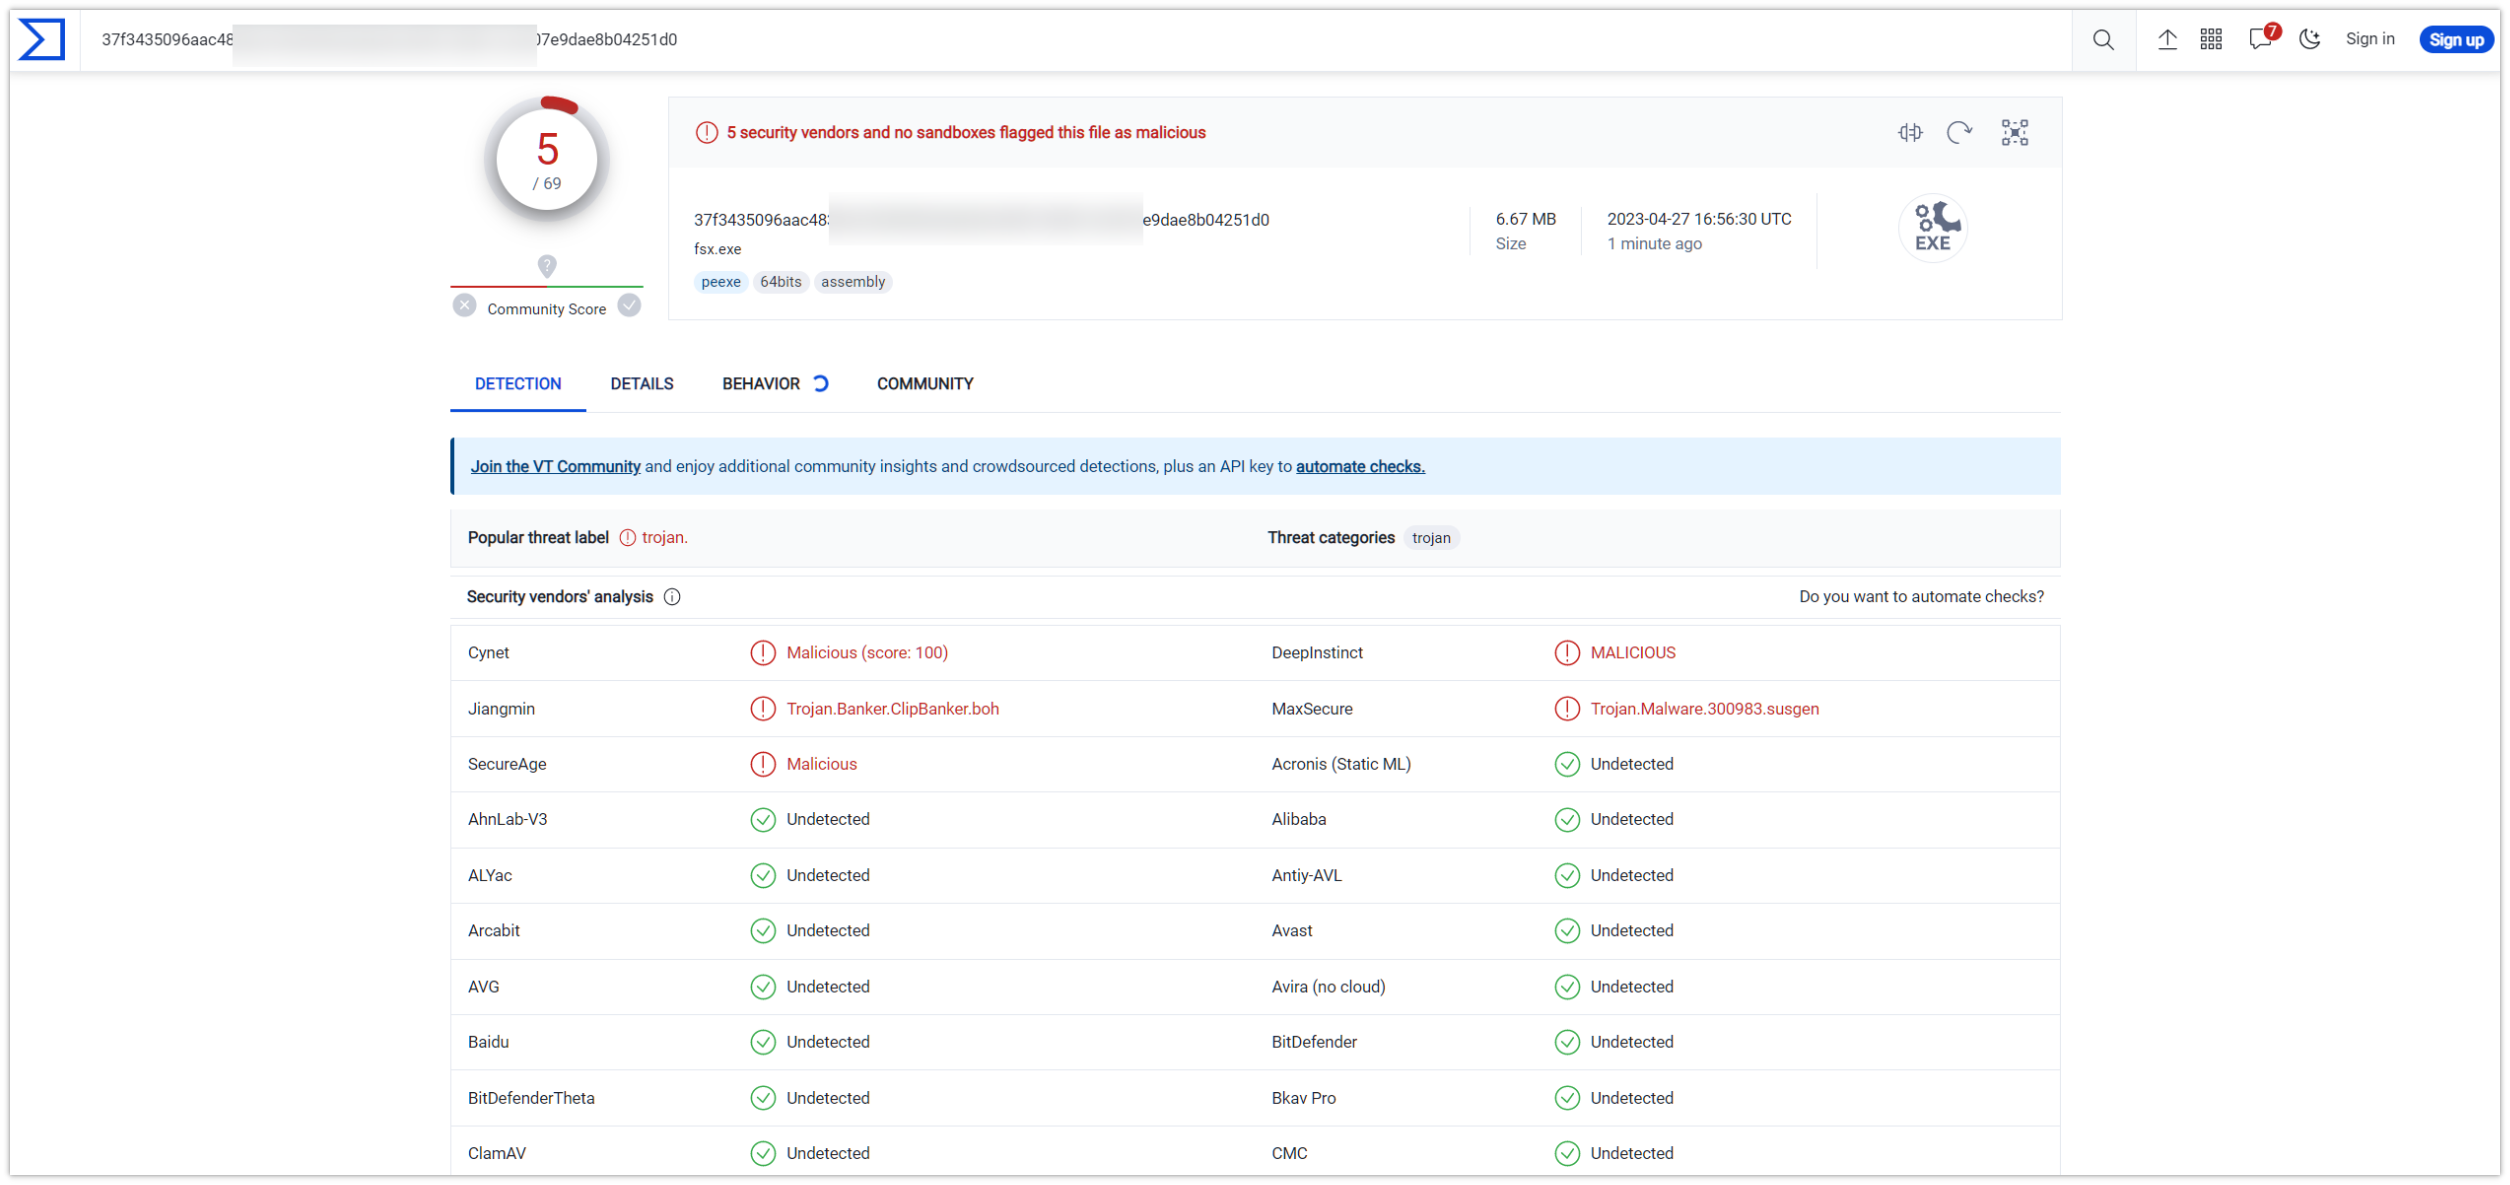 37f3435096aac48 07e9dae8b04251d0
7
Sign in
Sign up
5
/ 69
5 security vendors and no sandboxes flagged this file as malicious
37f3435096aac48 e9dae8b04251d0
fsx.exe
peexe 64bits assembly
6.67 MB
Size
2023-04-27 16:56:30 UTC
1 minute ago
EXE
?
Community Score
DETECTION DETAILS BEHAVIOR COMMUNITY
Join the VT Community and enjoy additional community insights and crowdsourced detections, plus an API key to automate checks.
Popular threat label trojan. Threat categories trojan
Security vendors' analysis Do you want to automate checks?
Cynet Malicious (score: 100) DeepInstinct MALICIOUS
Jiangmin Trojan.Banker.ClipBanker.boh MaxSecure Trojan.Malware.300983.susgen
SecureAge Malicious Acronis (Static ML) Undetected
AhnLab-V3 Undetected Alibaba Undetected
ALYac Undetected Antiy-AVL Undetected
Arcabit Undetected Avast Undetected
AVG Undetected Avira (no cloud) Undetected
Baidu Undetected BitDefender Undetected
BitDefenderTheta Undetected Bkav Pro Undetected
ClamAV Undetected CMC Undetected